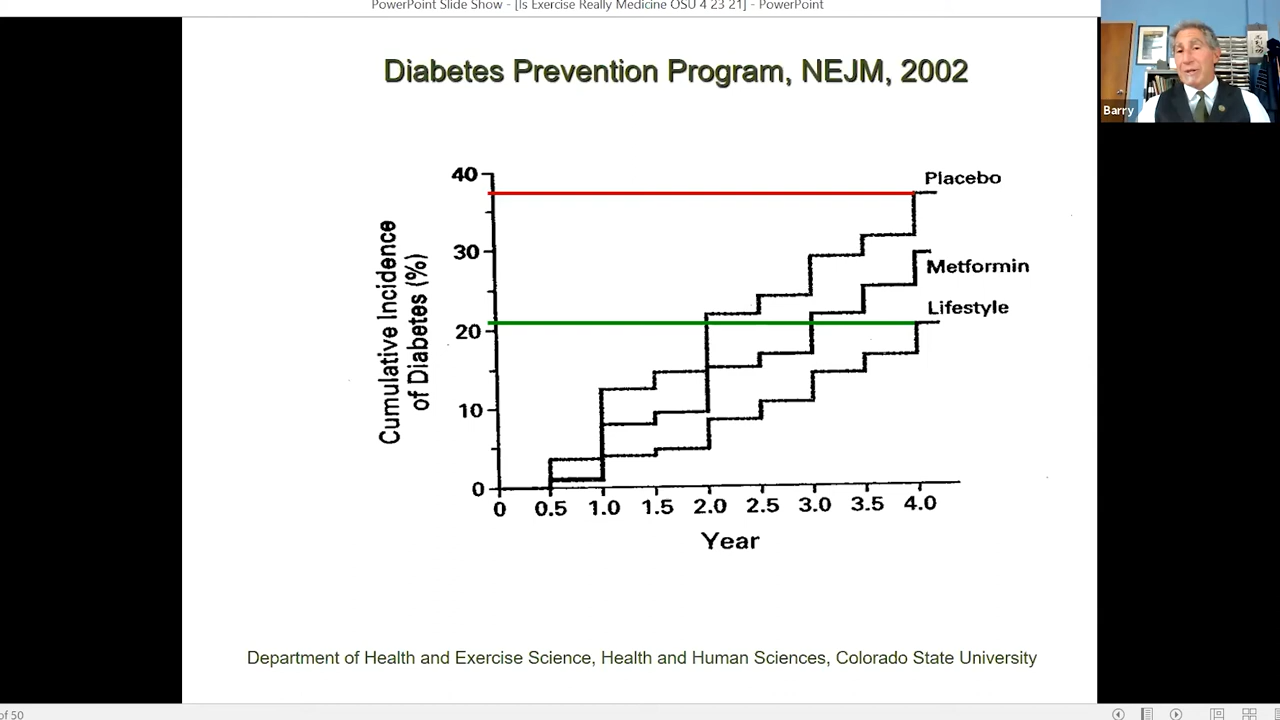 PowerPoint Slide Show - [Is Exercise Really Medicine OSU 4 23 21] - PowerPoint
Barry
Diabetes Prevention Program, NEJM, 2002
Cumulative Incidence
of Diabetes (%)
40
30
20
10
0
Placebo
Metformin
Lifestyle
0 0.5 1.0 1.5 2.0 2.5 3.0 3.5 4.0
Year
Department of Health and Exercise Science, Health and Human Sciences, Colorado State University
of 50